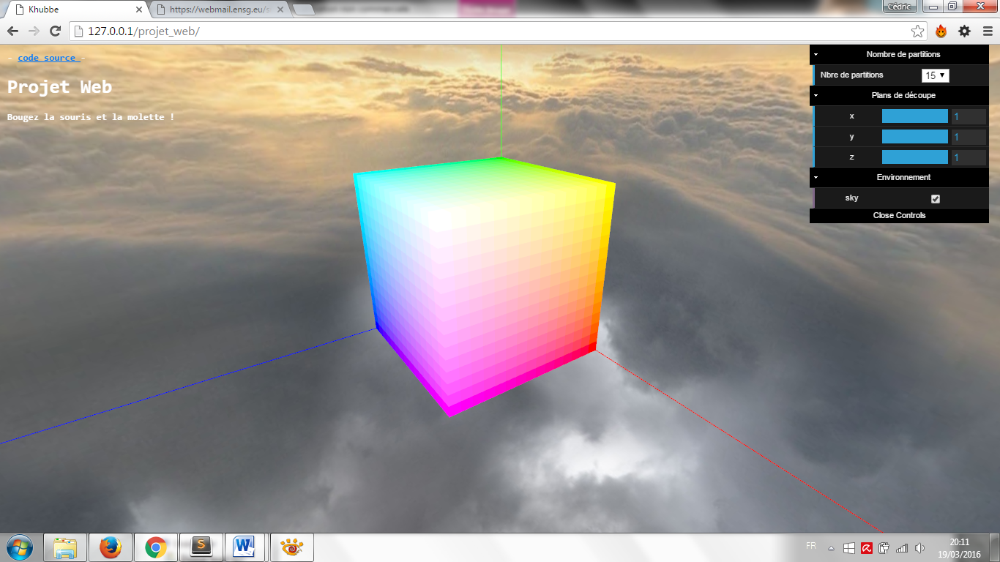 Khubbe
https://webmail.ensg.eu/s
Cédric
127.0.0.1/projet_web/
- code source -
Projet Web
Bougez la souris et la molette !
Nombre de partitions
Nbre de partitions 15
Plans de découpe
x 1
y 1
z 1
Environnement
sky
Close Controls
FR
20:11
19/03/2016